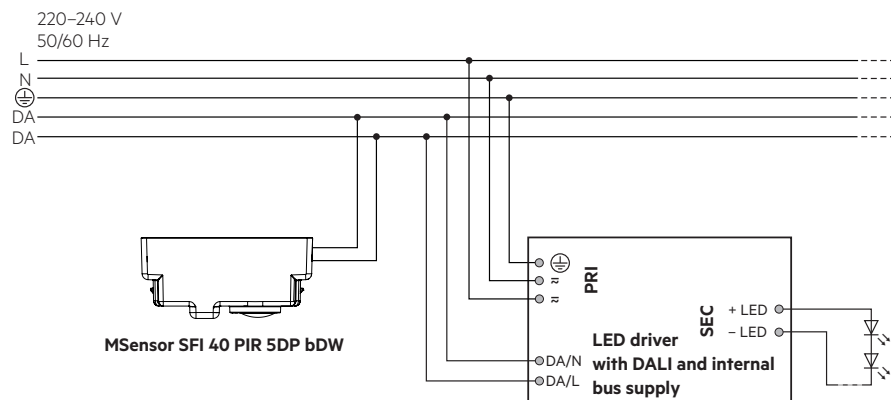 220–240 V
50/60 Hz
L
N
DA
DA
PRI
≂
≂
SEC
+ LED
– LED
MSensor SFI 40 PIR 5DP bDW
LED driver
with DALI and internal
bus supply
DA/N
DA/L